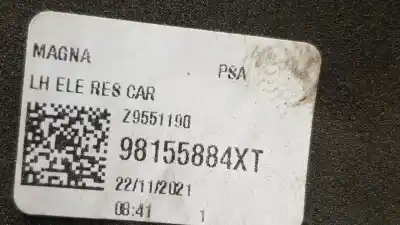 MAGNA
PSA
LH ELE RES CAR
Z9551190
98155884XT
22/11/2021
08:41 1